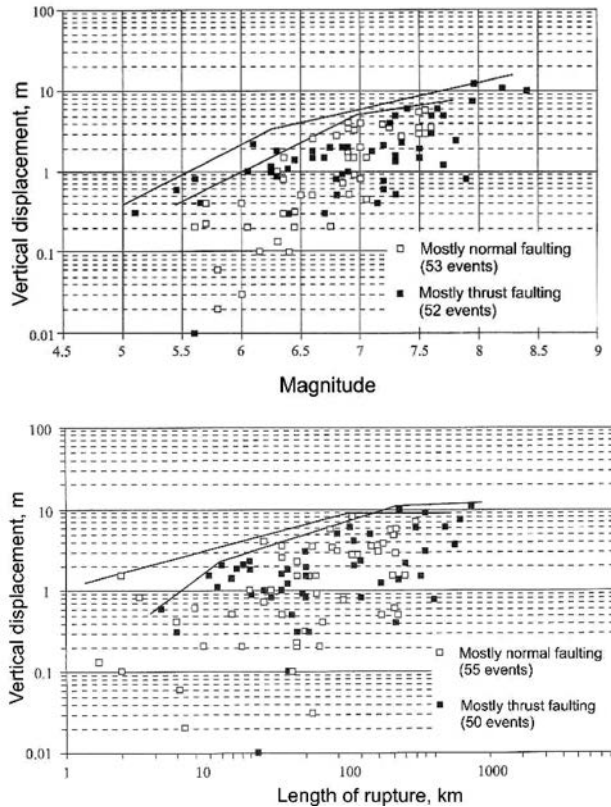 Vertical displacement, m
100
10
1
0.1
0.01
□ Mostly normal faulting
(53 events)
■ Mostly thrust faulting
(52 events)
4.5 5 5.5 6 6.5 7 7.5 8 8.5 9
Magnitude
Vertical displacement, m
100
10
1
0.1
0.01
□ Mostly normal faulting
(55 events)
■ Mostly thrust faulting
(50 events)
1 10 100 1000
Length of rupture, km